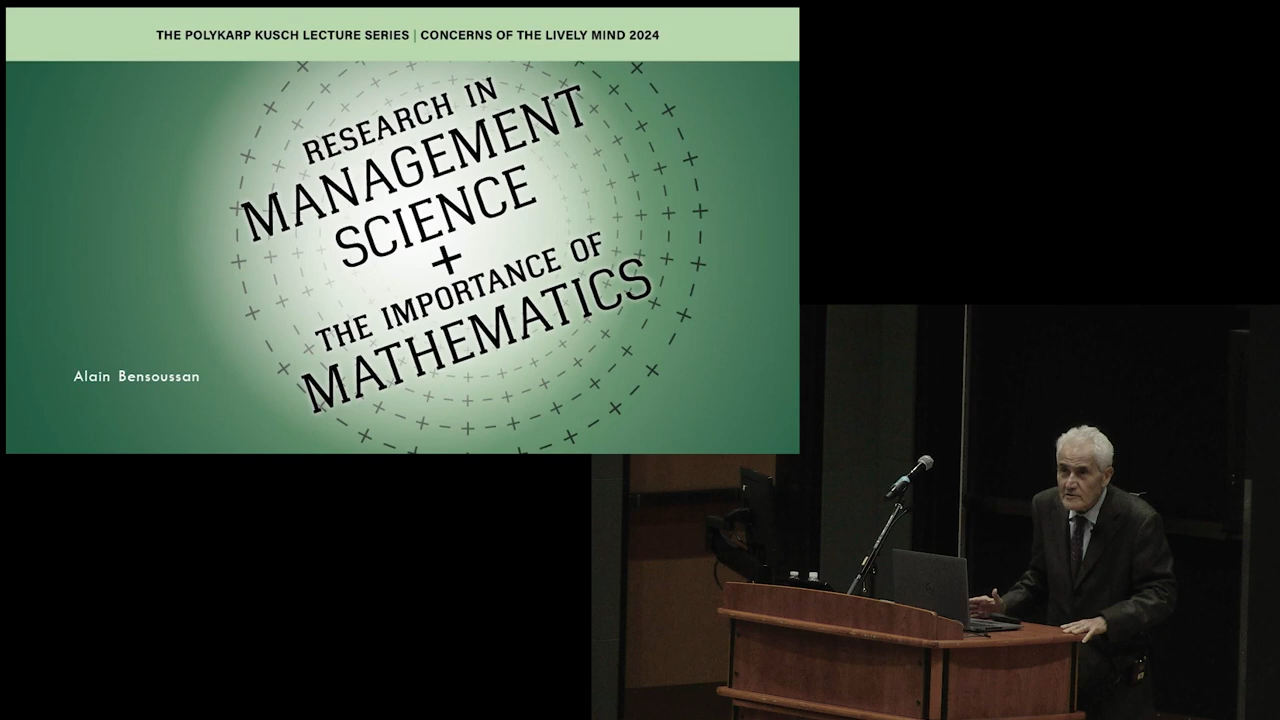 THE POLYKARP KUSCH LECTURE SERIES | CONCERNS OF THE LIVELY MIND 2024
RESEARCH IN
MANAGEMENT
SCIENCE
+
THE IMPORTANCE OF
MATHEMATICS
Alain Bensoussan